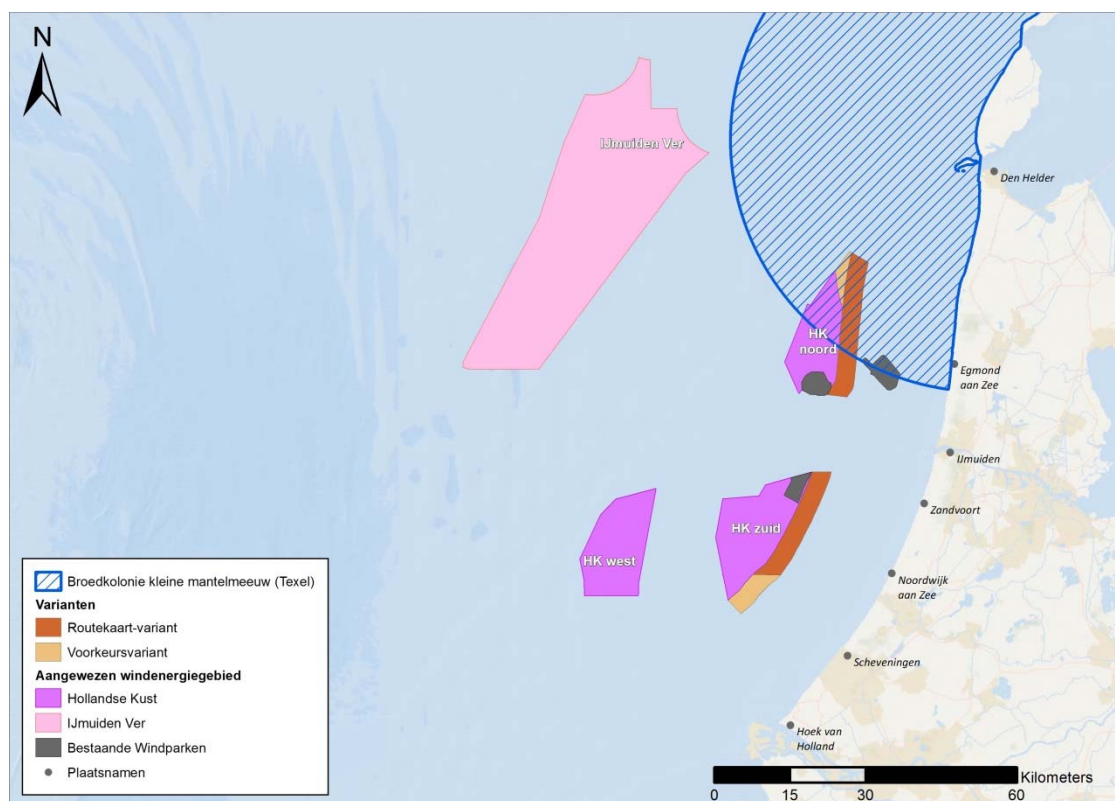 N
IJmuiden Ver
Den Helder
HK
noord
Egmond
aan Zee
IJmuiden
Zandvoort
HK zuid
HK west
Noordwijk
aan Zee
Scheveningen
Hoek van
Holland
Broedkolonie kleine mantelmeeuw (Texel)
Varianten
Routekaart-variant
Voorkeursvariant
Aangewezen windenergiegebied
Hollandse Kust
IJmuiden Ver
Bestaande Windparken
Plaatsnamen
Kilometers
0 15 30 60